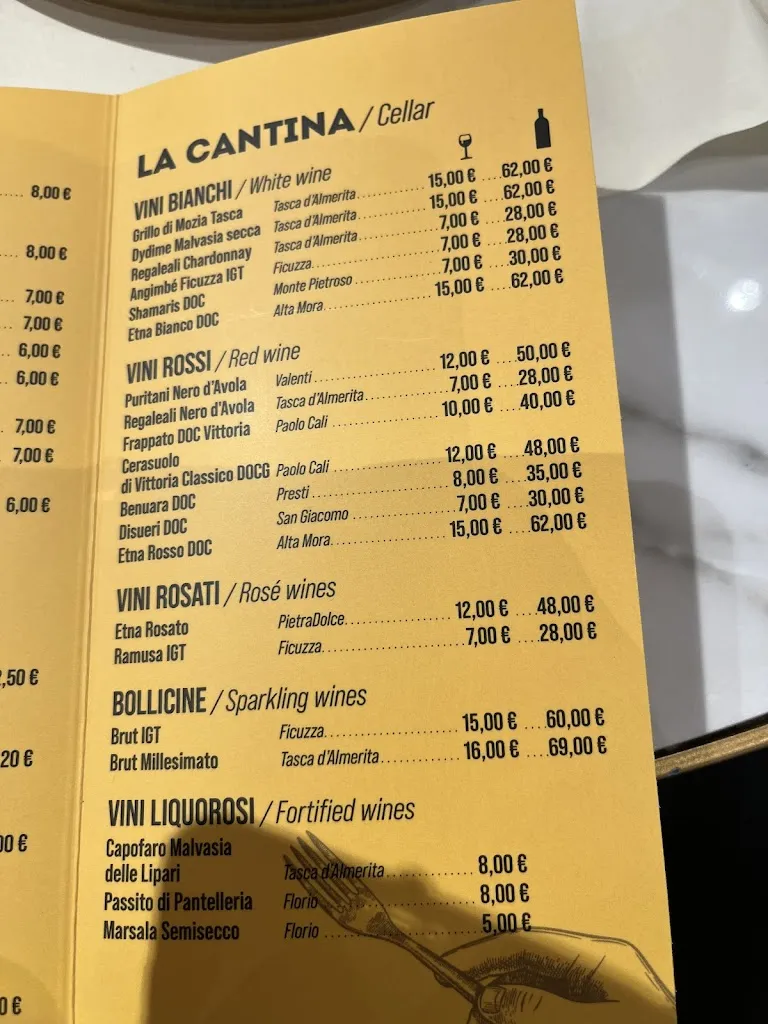 8,00 €
8,00 €
7,00 €
7,00 €
6,00 €
6,00 €
7,00 €
7,00 €
6,00 €
,50 €
20 €
00 €
0 €
LA CANTINA / Cellar
VINI BIANCHI / White wine
Grillo di Mozia Tasca Tasca d'Almerita 15,00 € 62,00 €
Dydime Malvasia secca Tasca d'Almerita 15,00 € 62,00 €
Regaleali Chardonnay Tasca d'Almerita 7,00 € 28,00 €
Angimbé Ficuzza IGT Ficuzza 7,00 € 28,00 €
Shamaris DOC Monte Pietroso 7,00 € 30,00 €
Etna Bianco DOC Alta Mora 15,00 € 62,00 €
VINI ROSSI / Red wine
Puritani Nero d'Avola Valenti 12,00 € 50,00 €
Regaleali Nero d'Avola Tasca d'Almerita 7,00 € 28,00 €
Frappato DOC Vittoria Paolo Calì 10,00 € 40,00 €
Cerasuolo
di Vittoria Classico DOCG Paolo Calì 12,00 € 48,00 €
Benuara DOC Presti 8,00 € 35,00 €
Disueri DOC San Giacomo 7,00 € 30,00 €
Etna Rosso DOC Alta Mora 15,00 € 62,00 €
VINI ROSATI / Rosé wines
Etna Rosato PietraDolce 12,00 € 48,00 €
Ramusa IGT Ficuzza 7,00 € 28,00 €
BOLLICINE / Sparkling wines
Brut IGT Ficuzza 15,00 € 60,00 €
Brut Millesimato Tasca d'Almerita 16,00 € 69,00 €
VINI LIQUOROSI / Fortified wines
Capofaro Malvasia
delle Lipari Tasca d'Almerita 8,00 €
Passito di Pantelleria Florio 8,00 €
Marsala Semisecco Florio 5,00 €